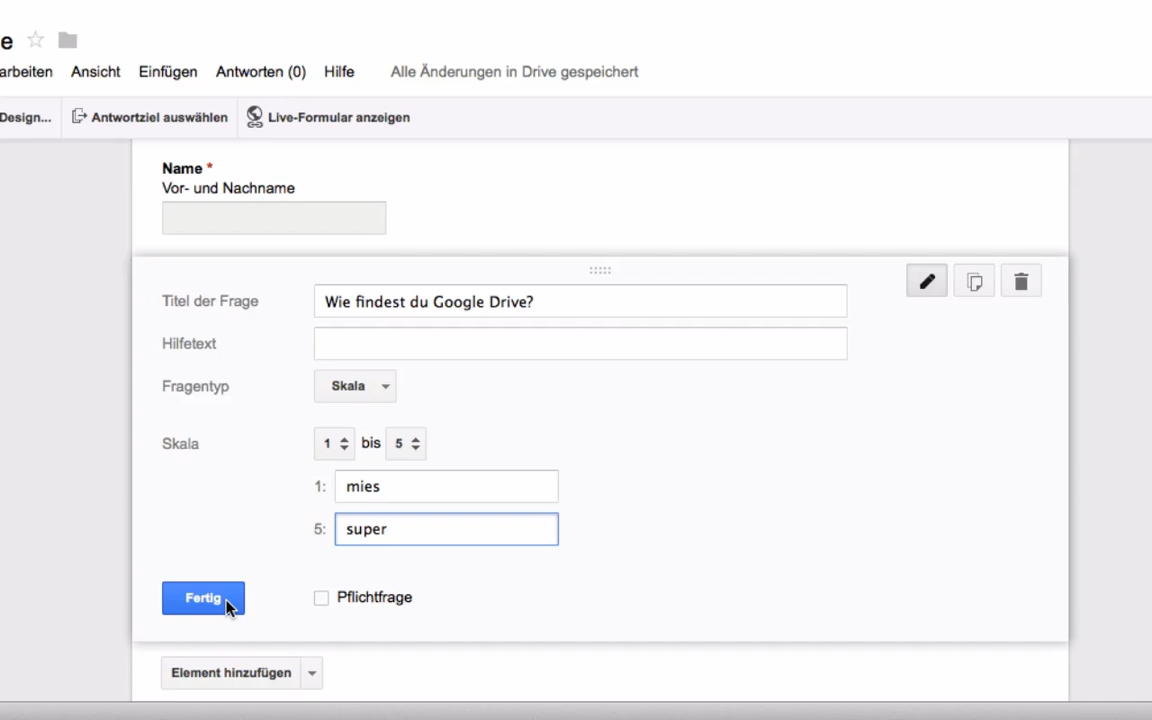 e
arbeiten Ansicht Einfügen Antworten (0) Hilfe Alle Änderungen in Drive gespeichert
Design... Antwortziel auswählen Live-Formular anzeigen
Name *
Vor- und Nachname
Titel der Frage Wie findest du Google Drive?
Hilfetext
Fragentyp Skala
Skala 1 bis 5
1: mies
5: super
Fertig Pflichtfrage
Element hinzufügen